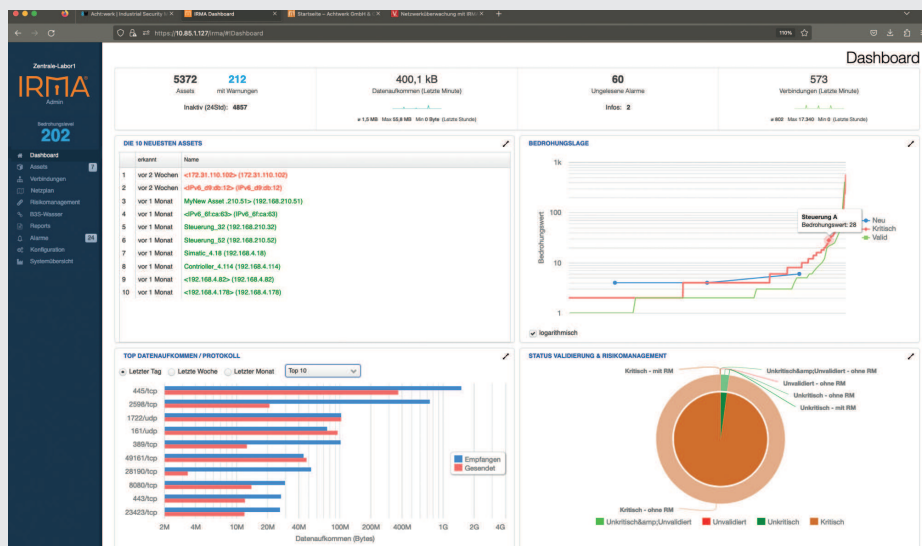 Achtwerk | Industrial Security
IRMA Dashboard
Startseite – Achtwerk GmbH &
Netzwerküberwachung mit IRMA
https://10.85.1.127/irma/#!Dashboard
110%
Zentrale-Labor1
IRMA
Admin
Bedrohungslevel
202
Dashboard
Assets 7
Verbindungen
Netzplan
Risikomanagement
B3S-Wasser
Reports
Alarme 24
Konfiguration
Systemübersicht
Dashboard
5372 212
Assets mit Warnungen
Inaktiv (24Std): 4857
400,1 kB
Datenaufkommen (Letzte Minute)
ø 1,5 MB Max 55,8 MB Min 0 Byte (Letzte Stunde)
60
Ungelesene Alarme
Infos: 2
573
Verbindungen (Letzte Minute)
ø 802 Max 17.340 Min 0 (Letzte Stunde)
DIE 10 NEUESTEN ASSETS
erkannt Name
1 vor 2 Wochen <172.31.110.102> (172.31.110.102)
2 vor 2 Wochen <IPv6_d9:db:12> (IPv6_d9:db:12)
3 vor 1 Monat MyNew Asset .210.51> (192.168.210.51)
4 vor 1 Monat <IPv6_6f:ca:63> (IPv6_6f:ca:63)
5 vor 1 Monat Steuerung_32 (192.168.210.32)
6 vor 1 Monat Steuerung_52 (192.168.210.52)
7 vor 1 Monat Simatic_4.18 (192.168.4.18)
8 vor 1 Monat Controller_4.114 (192.168.4.114)
9 vor 1 Monat <192.168.4.82> (192.168.4.82)
10 vor 1 Monat <192.168.4.178> (192.168.4.178)
BEDROHUNGSLAGE
Bedrohungswert
1k
100
10
1
Steuerung A
Bedrohungswert: 28
Neu
Kritisch
Valid
logarithmisch
TOP DATENAUFKOMMEN / PROTOKOLL
Letzter Tag Letzte Woche Letzter Monat Top 10
445/tcp
2598/tcp
1722/udp
161/udp
389/tcp
49161/tcp
28190/tcp
8080/tcp
443/tcp
23423/tcp
Empfangen
Gesendet
2M 4M 10M 20M 40M 100M 200M 400M 1G 2G 4G
Datenaufkommen (Bytes)
STATUS VALIDIERUNG & RISIKOMANAGEMENT
Kritisch - mit RM
Unkritisch&amp;Unvalidiert - ohne RM
Unvalidiert - ohne RM
Unkritisch - ohne RM
Unkritisch - mit RM
Kritisch - ohne RM
Unkritisch&amp;Unvalidiert Unvalidiert Unkritisch Kritisch